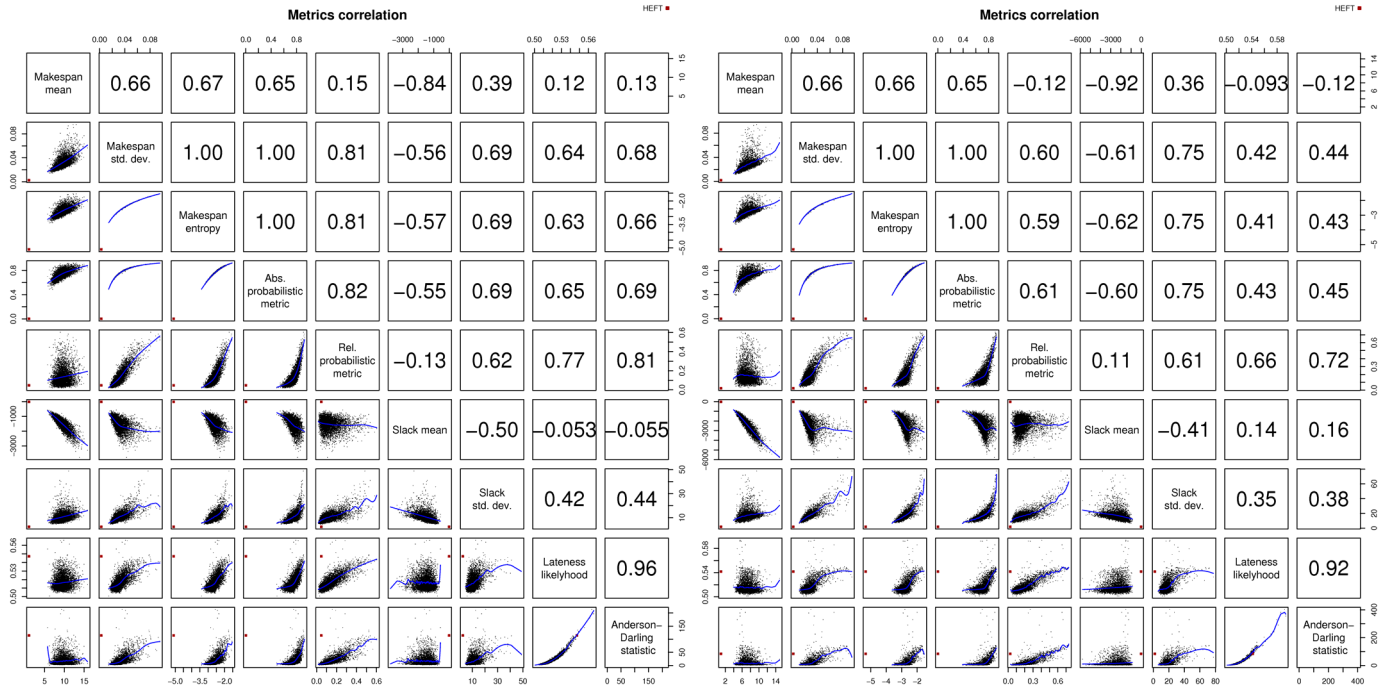 Metrics correlation
HEFT
0.00 0.04 0.08
0.0 0.4 0.8
−3000 −1000
0.50 0.53 0.56
Makespan
mean
0.66 0.67 0.65 0.15 −0.84 0.39 0.12 0.13
5 10 15
0.00 0.04 0.08
Makespan
std. dev.
1.00 1.00 0.81 −0.56 0.69 0.64 0.68
Makespan
entropy
1.00 0.81 −0.57 0.69 0.63 0.66
−5.0 −3.5 −2.0
0.0 0.4 0.8
Abs.
probabilistic
metric
0.82 −0.55 0.69 0.65 0.69
Rel.
probabilistic
metric
−0.13 0.62 0.77 0.81
0.0 0.2 0.4 0.6
−3000 −1000
Slack mean
−0.50 −0.053 −0.055
Slack
std. dev.
0.42 0.44
10 30 50
0.50 0.53 0.56
Lateness
likelyhood
0.96
Anderson−
Darling
statistic
0 50 150
5 10 15
−5.0 −3.5 −2.0
0.0 0.2 0.4 0.6
10 30 50
0 50 150
Metrics correlation
HEFT
0.00 0.04 0.08
0.0 0.4 0.8
−6000 −3000 0
0.50 0.54 0.58
Makespan
mean
0.66 0.66 0.65 −0.12 −0.92 0.36 −0.093 −0.12
2 6 10 14
0.00 0.04 0.08
Makespan
std. dev.
1.00 1.00 0.60 −0.61 0.75 0.42 0.44
Makespan
entropy
1.00 0.59 −0.62 0.75 0.41 0.43
−5 −3
0.0 0.4 0.8
Abs.
probabilistic
metric
0.61 −0.60 0.75 0.43 0.45
Rel.
probabilistic
metric
0.11 0.61 0.66 0.72
0.0 0.3 0.6
−6000 −3000 0
Slack mean
−0.41 0.14 0.16
Slack
std. dev.
0.35 0.38
0 20 60
0.50 0.54 0.58
Lateness
likelyhood
0.92
Anderson−
Darling
statistic
0 100 200 400
2 4 6 8 10 14
−5 −4 −3 −2
0.0 0.2 0.4 0.6
0 20 40 60 80
0 100 200 300 400